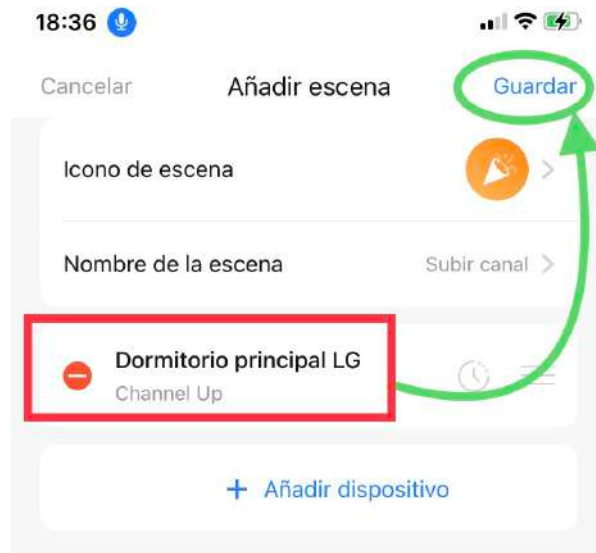 18:36
Cancelar
Añadir escena
Guardar
Icono de escena
Nombre de la escena
Subir canal
Dormitorio principal LG
Channel Up
+ Añadir dispositivo